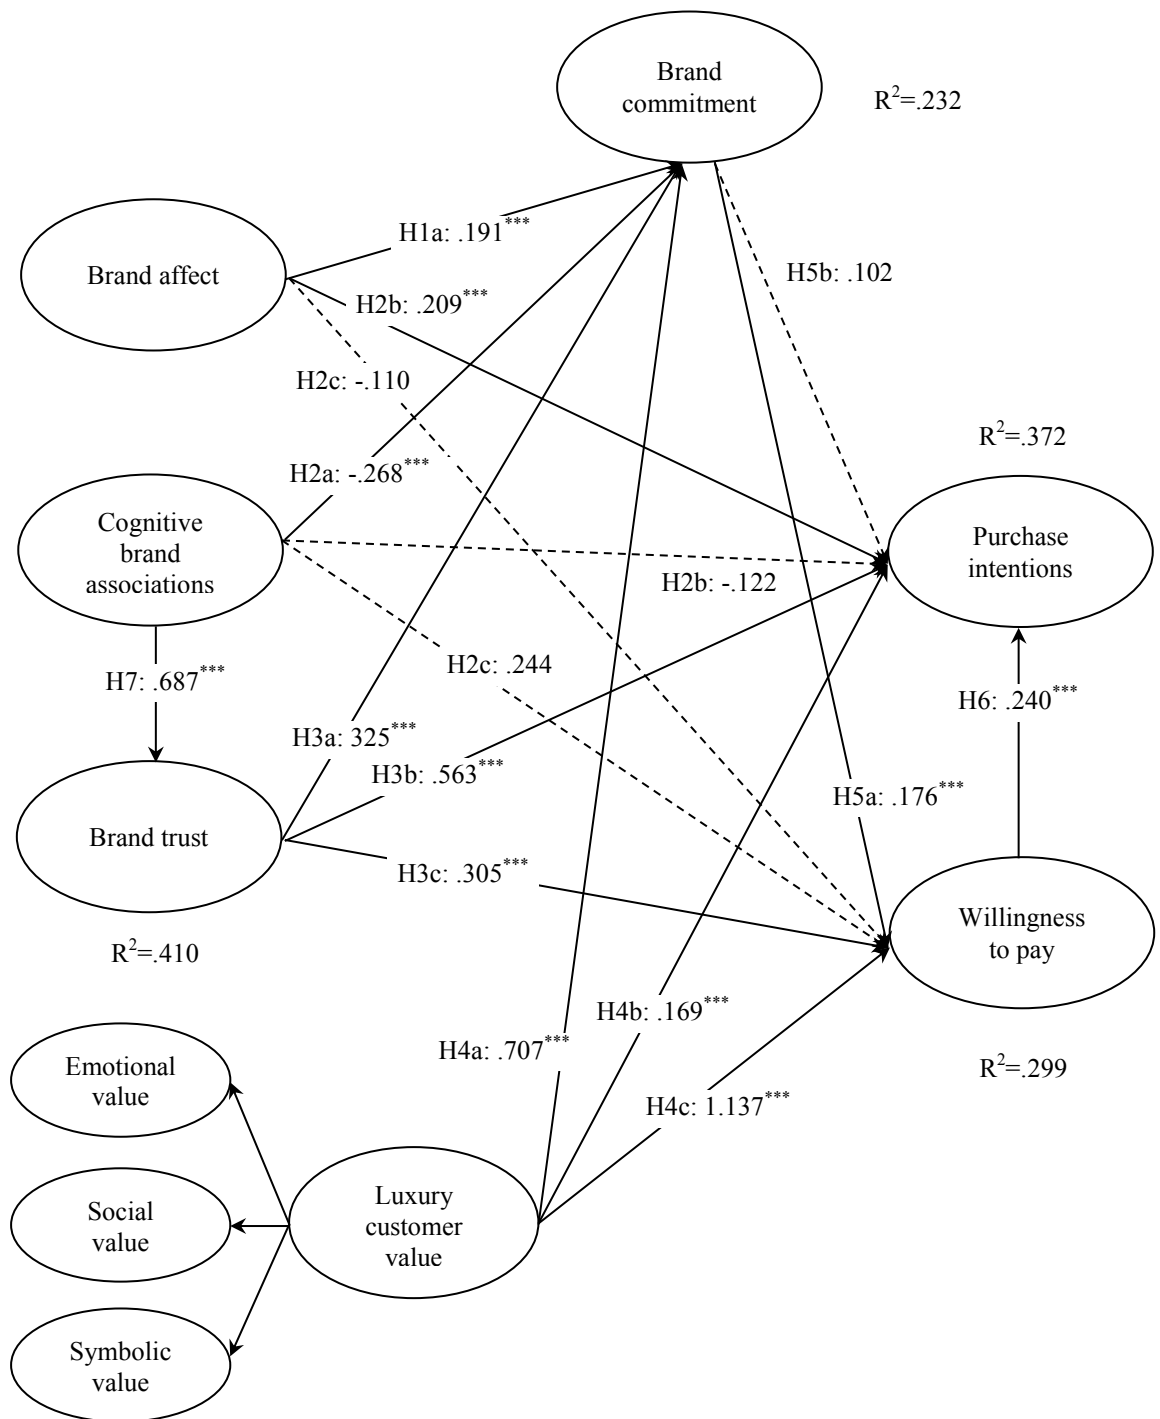 Brand
commitment
R²=.232
H1a: .191***
Brand affect
H5b: .102
H2b: .209***
H2c: -.110
R²=.372
H2a: -.268***
Cognitive
brand
associations
Purchase
intentions
H2b: -.122
H2c: .244
H7: .687***
H6: .240***
H3a: 325***
H3b: .563***
H5a: .176***
Brand trust
H3c: .305***
Willingness
to pay
R²=.410
H4b: .169***
H4a: .707***
R²=.299
Emotional
value
H4c: 1.137***
Social
value
Luxury
customer
value
Symbolic
value